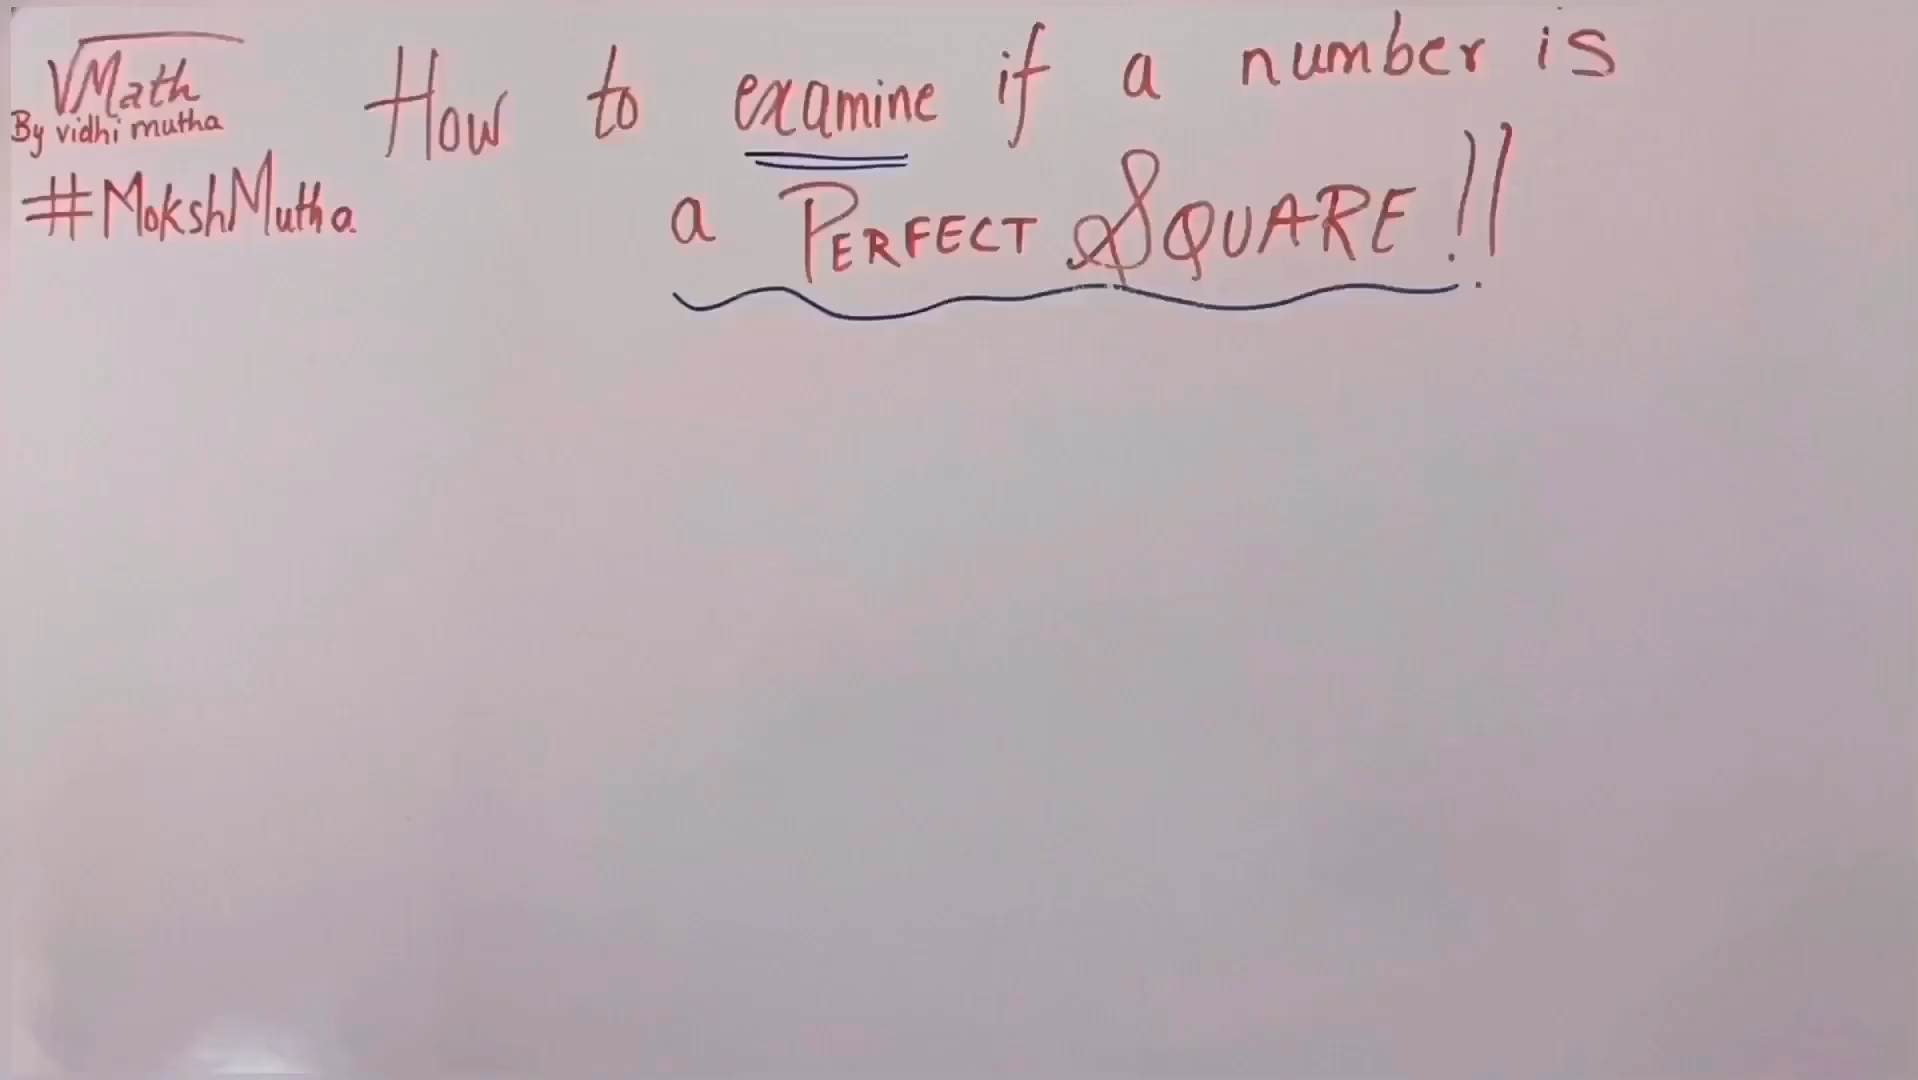 √Math
By vidhi mutha
#MokshMutha
How to examine if a number is
a PERFECT SQUARE!!